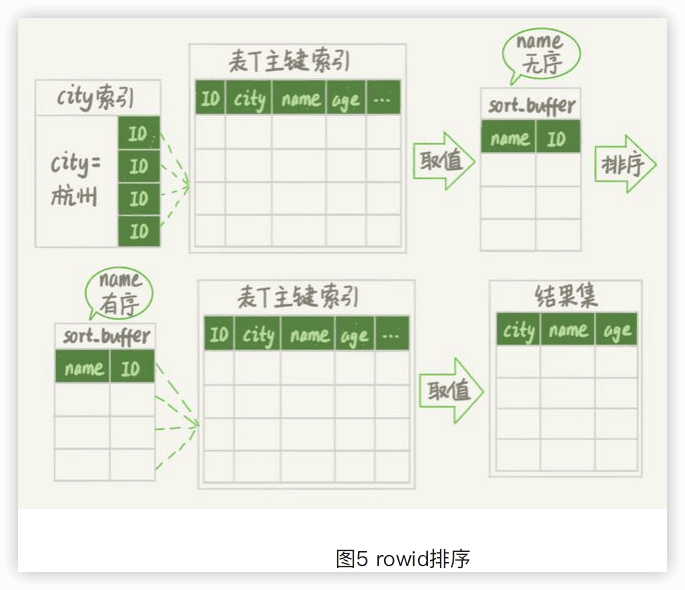 表T主键索引
name
无序
city索引
ID city name age ...
sort_buffer
name ID
city=
杭州
ID
ID
ID
ID
取值
排序
name
有序
sort_buffer
name ID
表T主键索引
ID city name age ...
取值
结果集
city name age
图5 rowid排序